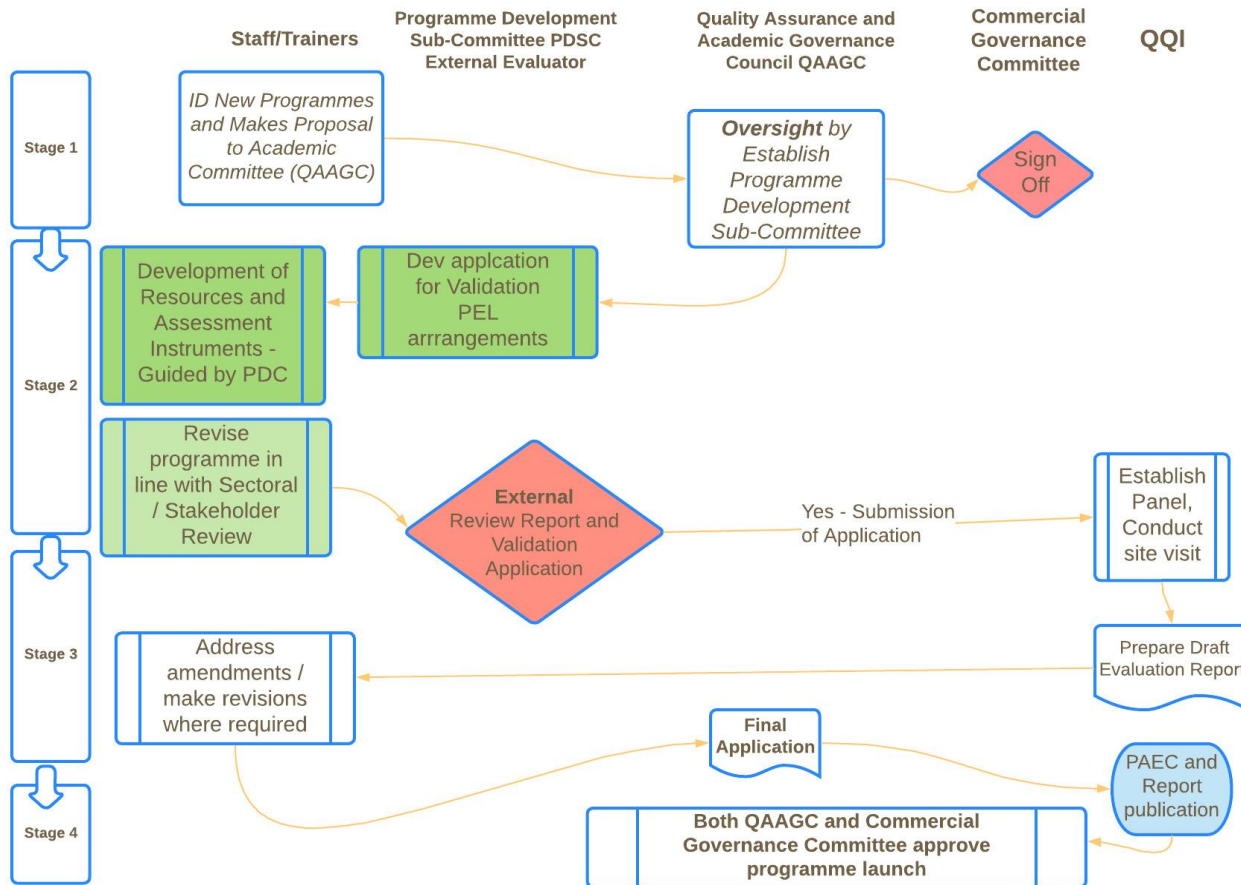 Staff/Trainers
Programme Development
Sub-Committee PDSC
External Evaluator
Quality Assurance and
Academic Governance
Council QAAGC
Commercial
Governance
Committee
QQI
Stage 1
ID New Programmes
and Makes Proposal
to Academic
Committee (QAAGC)
Oversight by
Establish
Programme
Development
Sub-Committee
Sign
Off
Stage 2
Development of
Resources and
Assessment
Instruments -
Guided by PDC
Dev applcation
for Validation
PEL
arrrangements
Revise
programme in
line with Sectoral
/ Stakeholder
Review
External
Review Report and
Validation
Application
Yes - Submission
of Application
Establish
Panel,
Conduct
site visit
Stage 3
Address
amendments /
make revisions
where required
Prepare Draft
Evaluation Report
Final
Application
PAEC and
Report
publication
Stage 4
Both QAAGC and Commercial
Governance Committee approve
programme launch